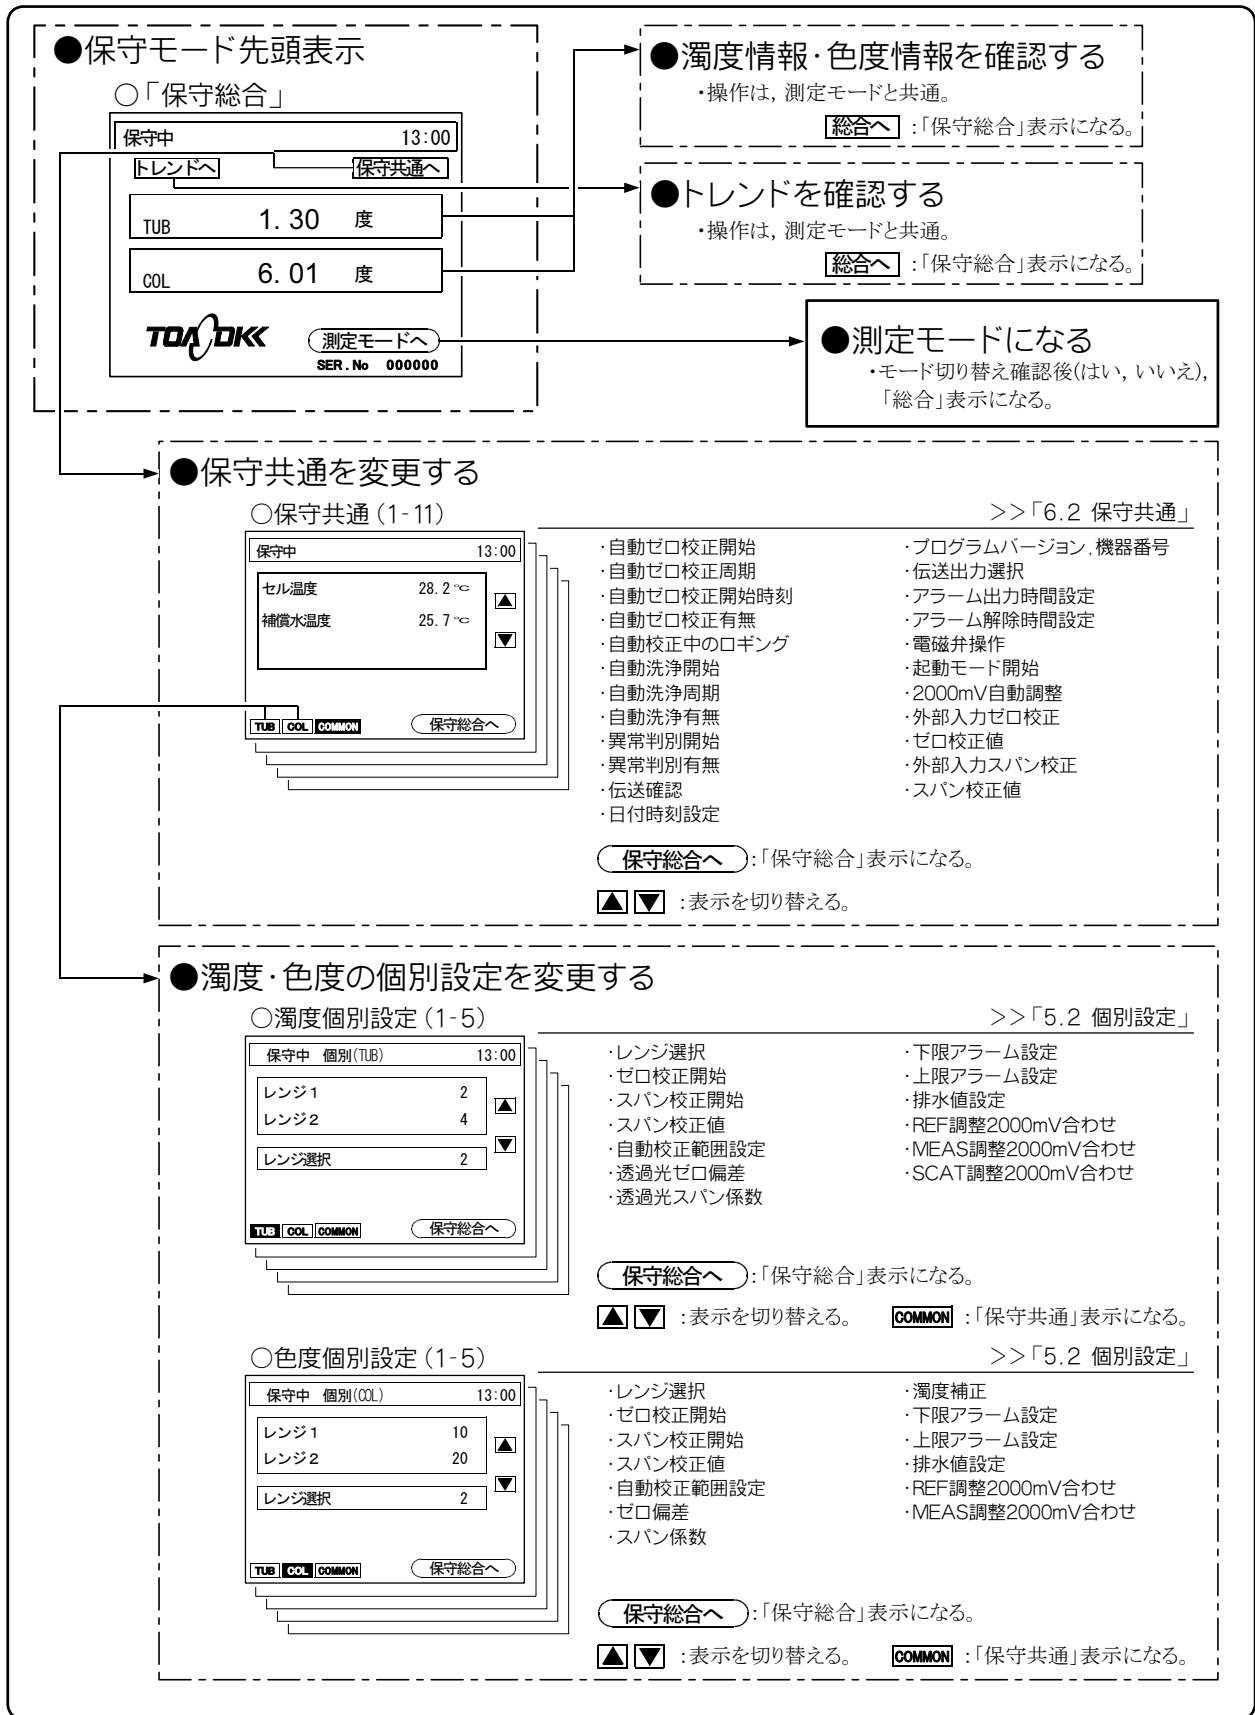 ●保守モード先頭表示
○「保守総合」
保守中 13:00
トレンドへ 保守共通へ
TUB 1.30 度
COL 6.01 度
TOADKK 測定モードへ
SER.No 000000
●濁度情報・色度情報を確認する
・操作は，測定モードと共通。
総合へ ：「保守総合」表示になる。
●トレンドを確認する
・操作は，測定モードと共通。
総合へ ：「保守総合」表示になる。
●測定モードになる
・モード切り替え確認後(はい，いいえ)，
「総合」表示になる。
●保守共通を変更する
○保守共通（1-11）
>>「6.2 保守共通」
保守中 13:00
セル温度 28.2℃ ▲
補償水温度 25.7℃ ▼
TUB COL COMMON 保守総合へ
・自動ゼロ校正開始
・自動ゼロ校正周期
・自動ゼロ校正開始時刻
・自動ゼロ校正有無
・自動校正中のロギング
・自動洗浄開始
・自動洗浄周期
・自動洗浄有無
・異常判別開始
・異常判別有無
・伝送確認
・日付時刻設定
・プログラムバージョン，機器番号
・伝送出力選択
・アラーム出力時間設定
・アラーム解除時間設定
・電磁弁操作
・起動モード開始
・2000mV自動調整
・外部入力ゼロ校正
・ゼロ校正値
・外部入力スパン校正
・スパン校正値
保守総合へ ：「保守総合」表示になる。
▲ ▼ ：表示を切り替える。
●濁度・色度の個別設定を変更する
○濁度個別設定（1-5）
>>「5.2 個別設定」
保守中 個別(TUB) 13:00
レンジ1 2 ▲
レンジ2 4
レンジ選択 2 ▼
TUB COL COMMON 保守総合へ
・レンジ選択
・ゼロ校正開始
・スパン校正開始
・スパン校正値
・自動校正範囲設定
・透過光ゼロ偏差
・透過光スパン係数
・下限アラーム設定
・上限アラーム設定
・排水値設定
・REF調整2000mV合わせ
・MEAS調整2000mV合わせ
・SCAT調整2000mV合わせ
保守総合へ ：「保守総合」表示になる。
▲ ▼ ：表示を切り替える。 COMMON ：「保守共通」表示になる。
○色度個別設定（1-5）
>>「5.2 個別設定」
保守中 個別(COL) 13:00
レンジ1 10 ▲
レンジ2 20
レンジ選択 2 ▼
TUB COL COMMON 保守総合へ
・レンジ選択
・ゼロ校正開始
・スパン校正開始
・スパン校正値
・自動校正範囲設定
・ゼロ偏差
・スパン係数
・濁度補正
・下限アラーム設定
・上限アラーム設定
・排水値設定
・REF調整2000mV合わせ
・MEAS調整2000mV合わせ
保守総合へ ：「保守総合」表示になる。
▲ ▼ ：表示を切り替える。 COMMON ：「保守共通」表示になる。